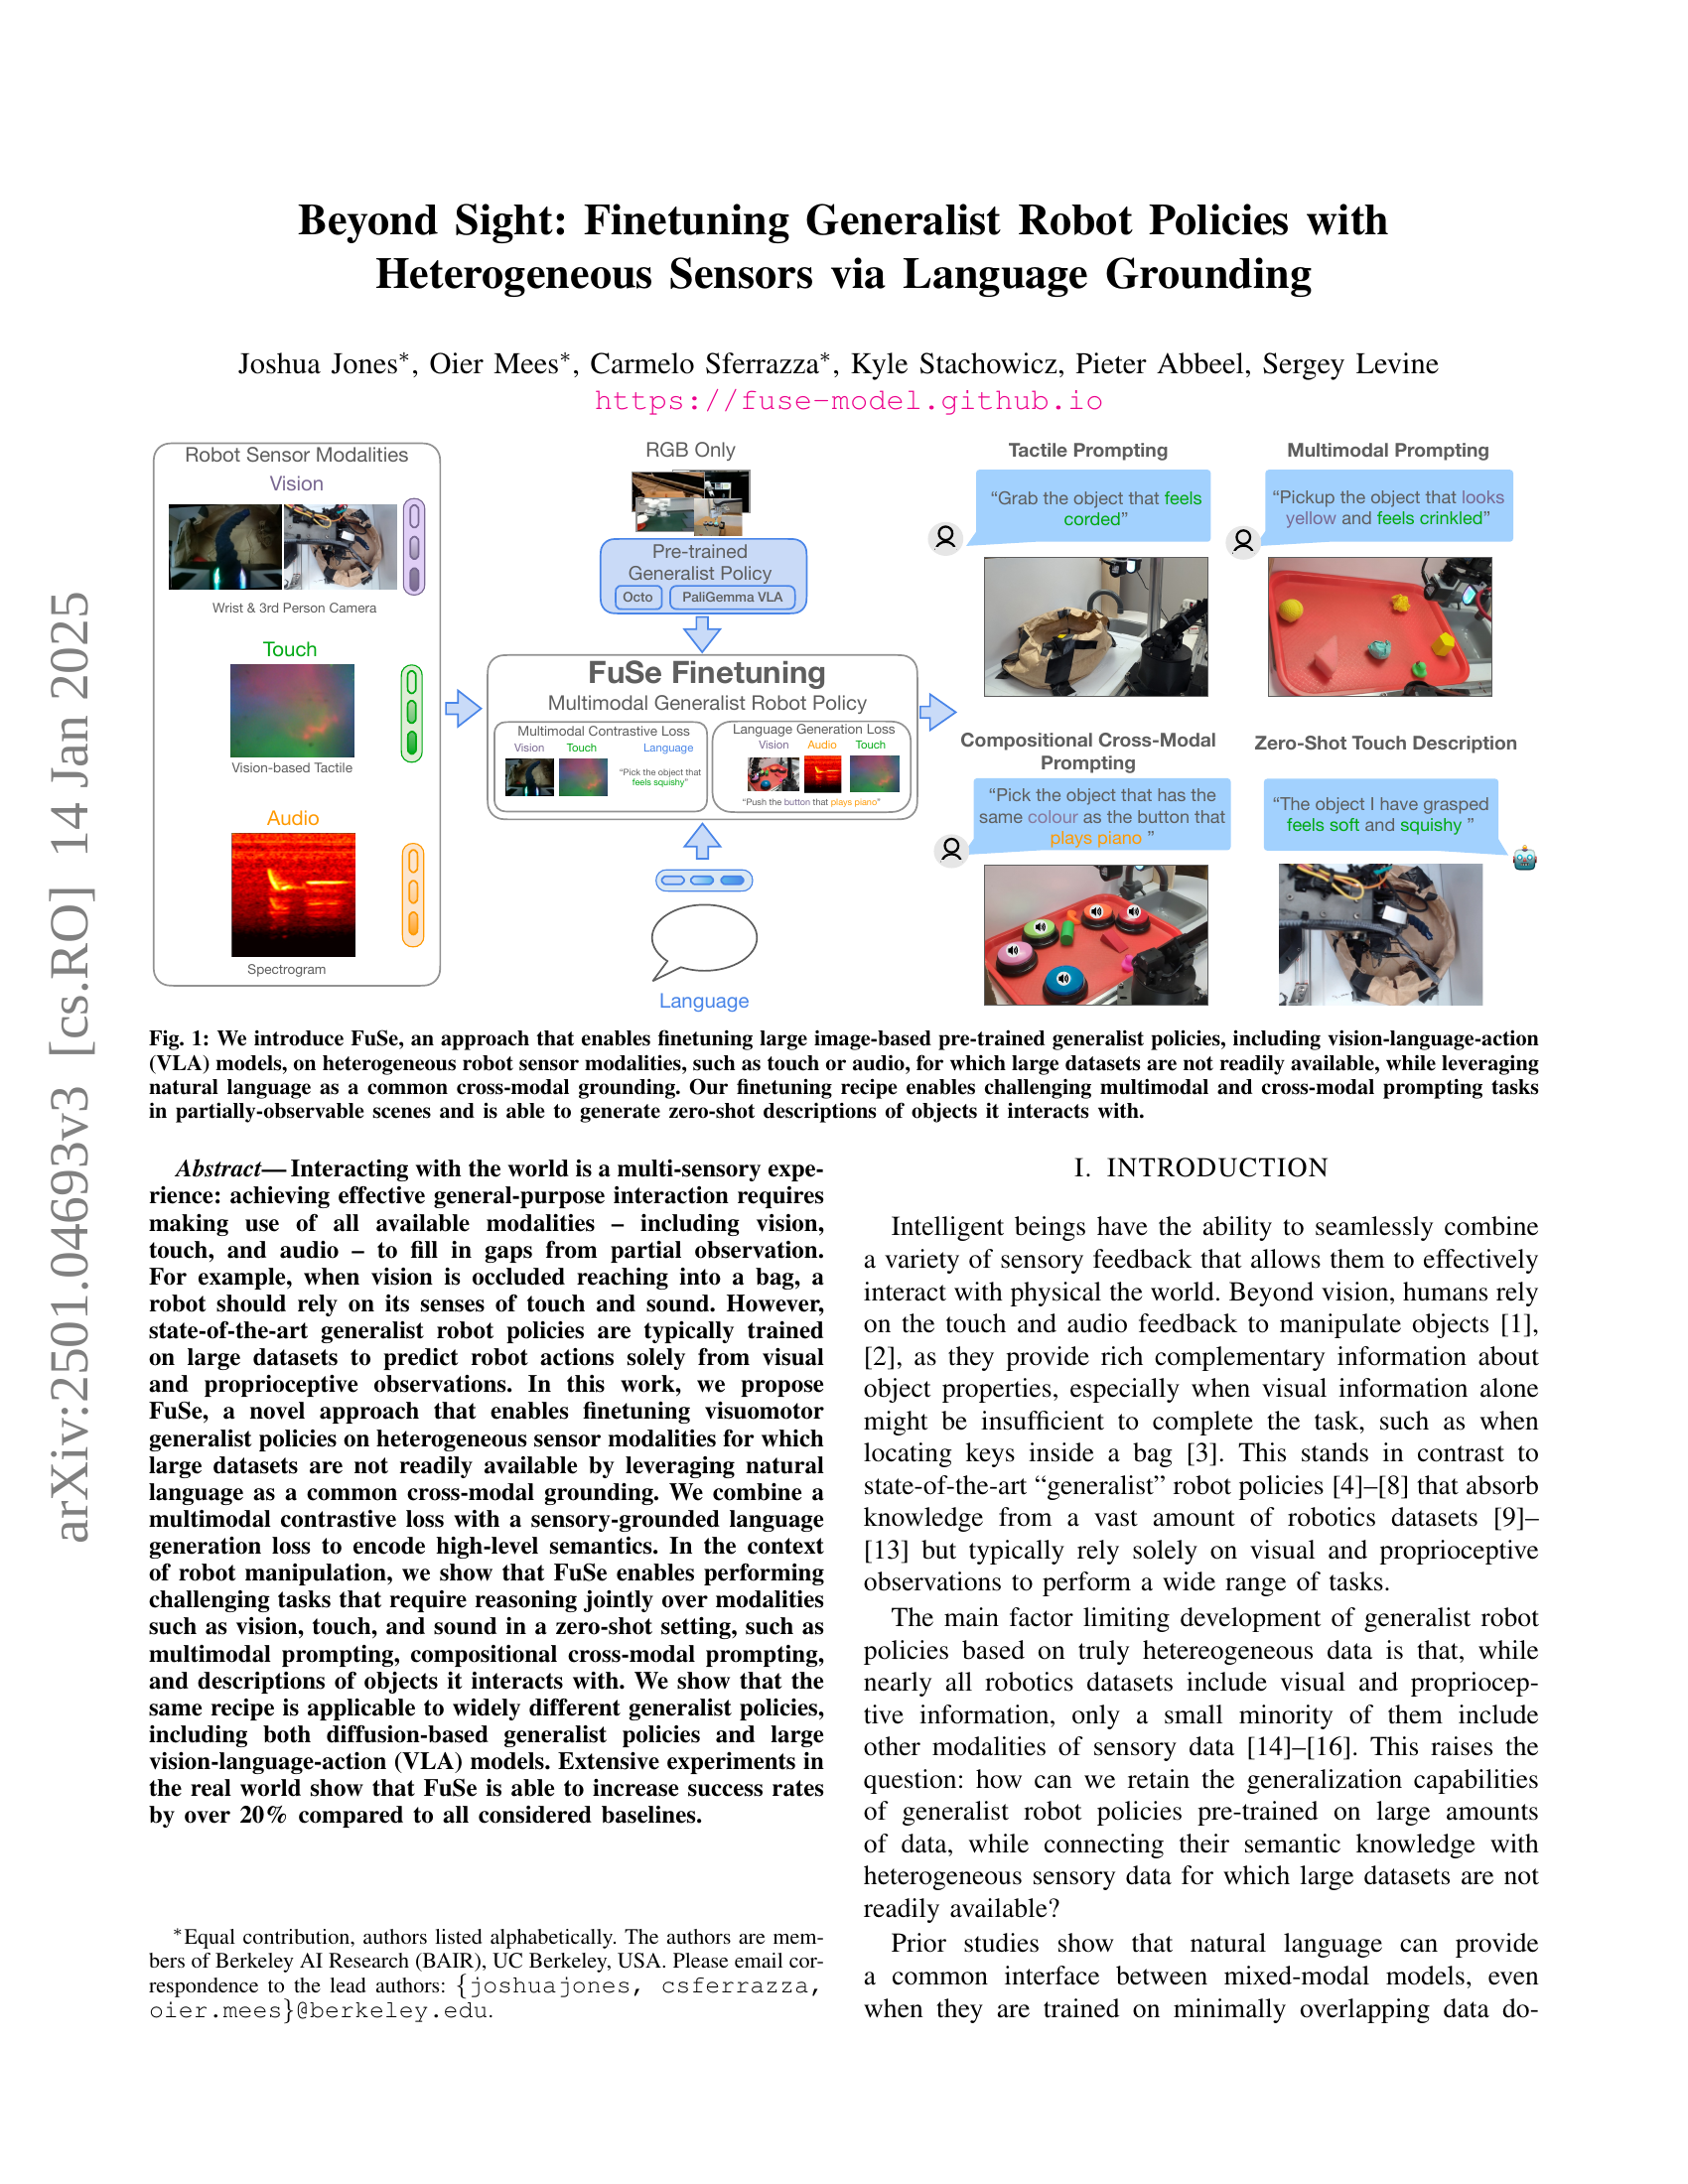 arXiv:2501.04693v3 [cs.RO] 14 Jan 2025
Beyond Sight: Finetuning Generalist Robot Policies with
Heterogeneous Sensors via Language Grounding
Joshua Jones*, Oier Mees*, Carmelo Sferrazza*, Kyle Stachowicz, Pieter Abbeel, Sergey Levine
https://fuse-model.github.io
Robot Sensor Modalities
Vision
Wrist & 3rd Person Camera
Touch
Vision-based Tactile
Audio
Spectrogram
RGB Only
Pre-trained
Generalist Policy
Octo
PaliGemma VLA
FuSe Finetuning
Multimodal Generalist Robot Policy
Multimodal Contrastive Loss
Vision Touch Language
"Pick the object that
feels squishy"
Language Generation Loss
Vision Audio Touch
"Push the button that plays piano"
Language
Tactile Prompting
"Grab the object that feels
corded"
Multimodal Prompting
"Pickup the object that looks
yellow and feels crinkled"
Compositional Cross-Modal
Prompting
"Pick the object that has the
same colour as the button that
plays piano "
Zero-Shot Touch Description
"The object I have grasped
feels soft and squishy "
Fig. 1: We introduce FuSe, an approach that enables finetuning large image-based pre-trained generalist policies, including vision-language-action
(VLA) models, on heterogeneous robot sensor modalities, such as touch or audio, for which large datasets are not readily available, while leveraging
natural language as a common cross-modal grounding. Our finetuning recipe enables challenging multimodal and cross-modal prompting tasks
in partially-observable scenes and is able to generate zero-shot descriptions of objects it interacts with.
Abstract— Interacting with the world is a multi-sensory expe-
rience: achieving effective general-purpose interaction requires
making use of all available modalities – including vision,
touch, and audio – to fill in gaps from partial observation.
For example, when vision is occluded reaching into a bag, a
robot should rely on its senses of touch and sound. However,
state-of-the-art generalist robot policies are typically trained
on large datasets to predict robot actions solely from visual
and proprioceptive observations. In this work, we propose
FuSe, a novel approach that enables finetuning visuomotor
generalist policies on heterogeneous sensor modalities for which
large datasets are not readily available by leveraging natural
language as a common cross-modal grounding. We combine a
multimodal contrastive loss with a sensory-grounded language
generation loss to encode high-level semantics. In the context
of robot manipulation, we show that FuSe enables performing
challenging tasks that require reasoning jointly over modalities
such as vision, touch, and sound in a zero-shot setting, such as
multimodal prompting, compositional cross-modal prompting,
and descriptions of objects it interacts with. We show that the
same recipe is applicable to widely different generalist policies,
including both diffusion-based generalist policies and large
vision-language-action (VLA) models. Extensive experiments in
the real world show that FuSe is able to increase success rates
by over 20% compared to all considered baselines.
*Equal contribution, authors listed alphabetically. The authors are mem-
bers of Berkeley AI Research (BAIR), UC Berkeley, USA. Please email cor-
respondence to the lead authors: {joshuajones, csferrazza,
oier.mees}@berkeley.edu.
I. INTRODUCTION
Intelligent beings have the ability to seamlessly combine
a variety of sensory feedback that allows them to effectively
interact with physical the world. Beyond vision, humans rely
on the touch and audio feedback to manipulate objects [1],
[2], as they provide rich complementary information about
object properties, especially when visual information alone
might be insufficient to complete the task, such as when
locating keys inside a bag [3]. This stands in contrast to
state-of-the-art "generalist" robot policies [4]–[8] that absorb
knowledge from a vast amount of robotics datasets [9]–
[13] but typically rely solely on visual and proprioceptive
observations to perform a wide range of tasks.
The main factor limiting development of generalist robot
policies based on truly hetereogeneous data is that, while
nearly all robotics datasets include visual and propriocep-
tive information, only a small minority of them include
other modalities of sensory data [14]–[16]. This raises the
question: how can we retain the generalization capabilities
of generalist robot policies pre-trained on large amounts
of data, while connecting their semantic knowledge with
heterogeneous sensory data for which large datasets are not
readily available?
Prior studies show that natural language can provide
a common interface between mixed-modal models, even
when they are trained on minimally overlapping data do-